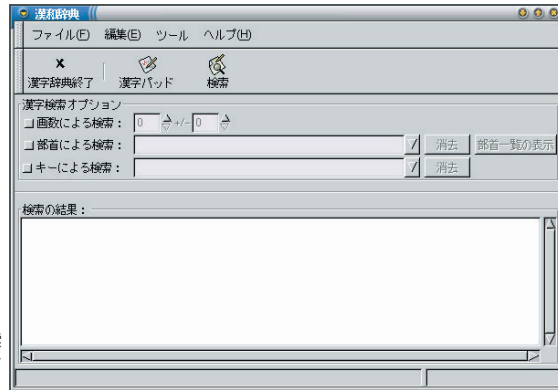 漢和辞典
ファイル(F) 編集(E) ツール ヘルプ(H)
漢字辞典終了 漢字パッド 検索
漢字検索オプション
画数による検索： 0 +/- 0
部首による検索： 消去 部首一覧の表示
キーによる検索： 消去
検索の結果：